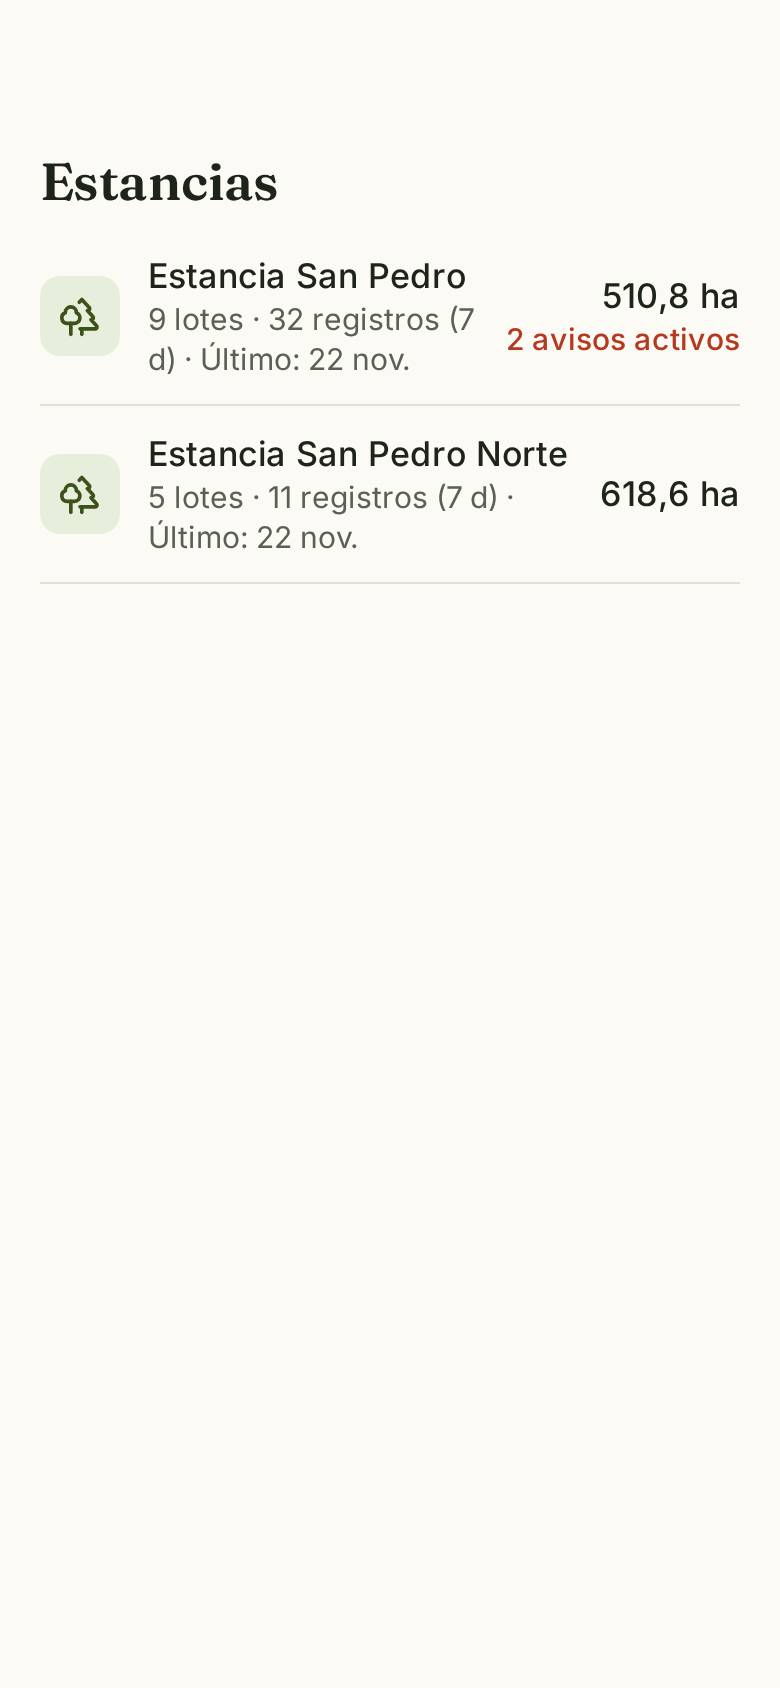 Estancias
Estancia San Pedro
9 lotes · 32 registros (7
d) · Último: 22 nov.
510,8 ha
2 avisos activos
Estancia San Pedro Norte
5 lotes · 11 registros (7 d) ·
Último: 22 nov.
618,6 ha